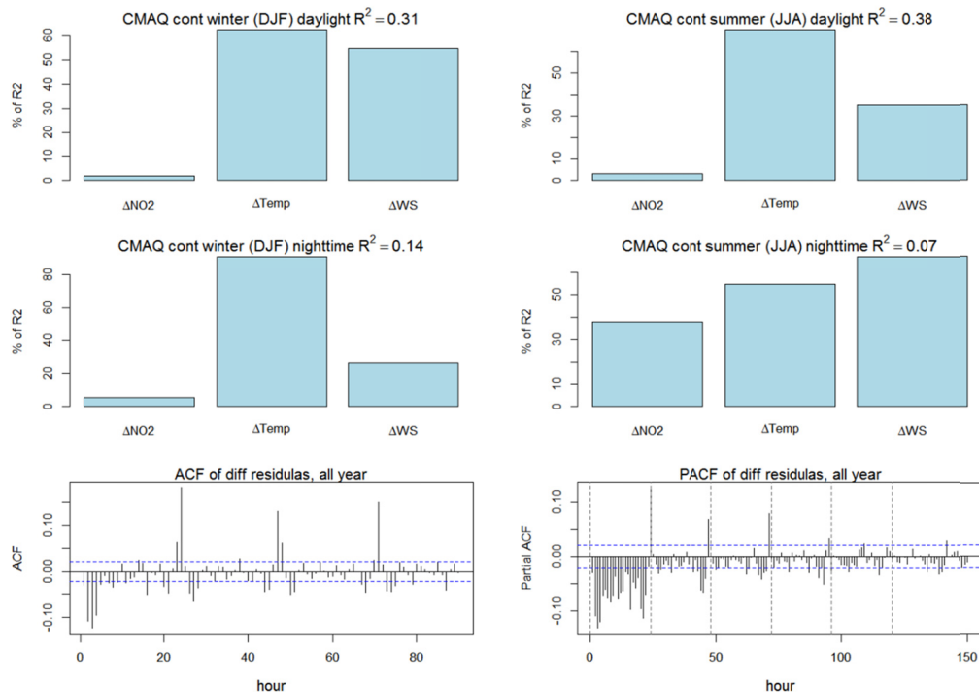 CMAQ cont winter (DJF) daylight R² = 0.31
% of R2
0 10 20 30 40 50 60
ΔNO2 ΔTemp ΔWS
CMAQ cont summer (JJA) daylight R² = 0.38
% of R2
0 10 30 50
ΔNO2 ΔTemp ΔWS
CMAQ cont winter (DJF) nighttime R² = 0.14
% of R2
0 20 40 60 80
ΔNO2 ΔTemp ΔWS
CMAQ cont summer (JJA) nighttime R² = 0.07
% of R2
0 10 30 50
ΔNO2 ΔTemp ΔWS
ACF of diff residulas, all year
ACF
-0.10 0.00 0.10
0 20 40 60 80
hour
PACF of diff residulas, all year
Partial ACF
-0.10 0.00 0.10
0 50 100 150
hour